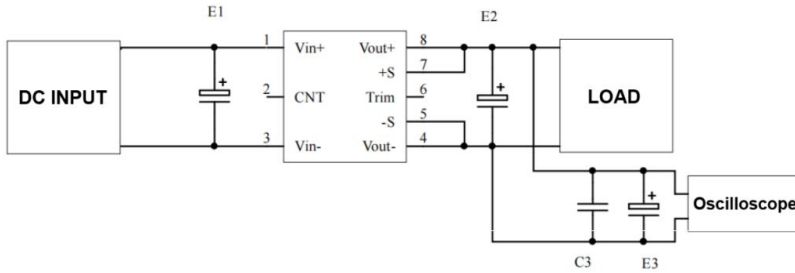 E1
E2
1 Vin+ Vout+ 8
+S 7
DC INPUT
2 CNT Trim 6
LOAD
-S 5
3 Vin- Vout- 4
Oscilloscope
C3 E3